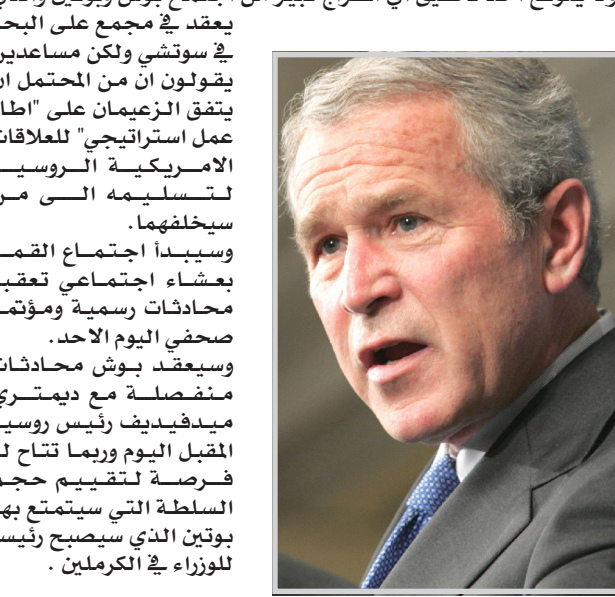 يعقد في مجمع على البحر
في سوتشي ولكن مساعدين
يقولون ان من المحتمل ان
يتفق الزعيمان على "اطار
عمل استراتيجي" للعلاقات
الامريكية الروسية
لتسليمه الى من
سيخلفهما.
وسيبدأ اجتماع القمة
بعشاء اجتماعي تعقبه
محادثات رسمية ومؤتمر
صحفي اليوم الاحد.
وسيعقد بوش محادثات
منفصلة مع ديمتري
ميدفيديف رئيس روسيا
المقبل اليوم وربما تتاح له
فرصة لتقييم حجم
السلطة التي سيتمتع بها
بوتين الذي سيصبح رئيسا
للوزراء في الكرملين .